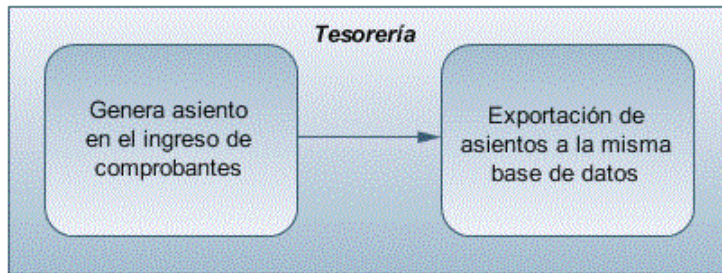 Tesorería
Genera asiento
en el ingreso de
comprobantes
Exportación de
asientos a la misma
base de datos